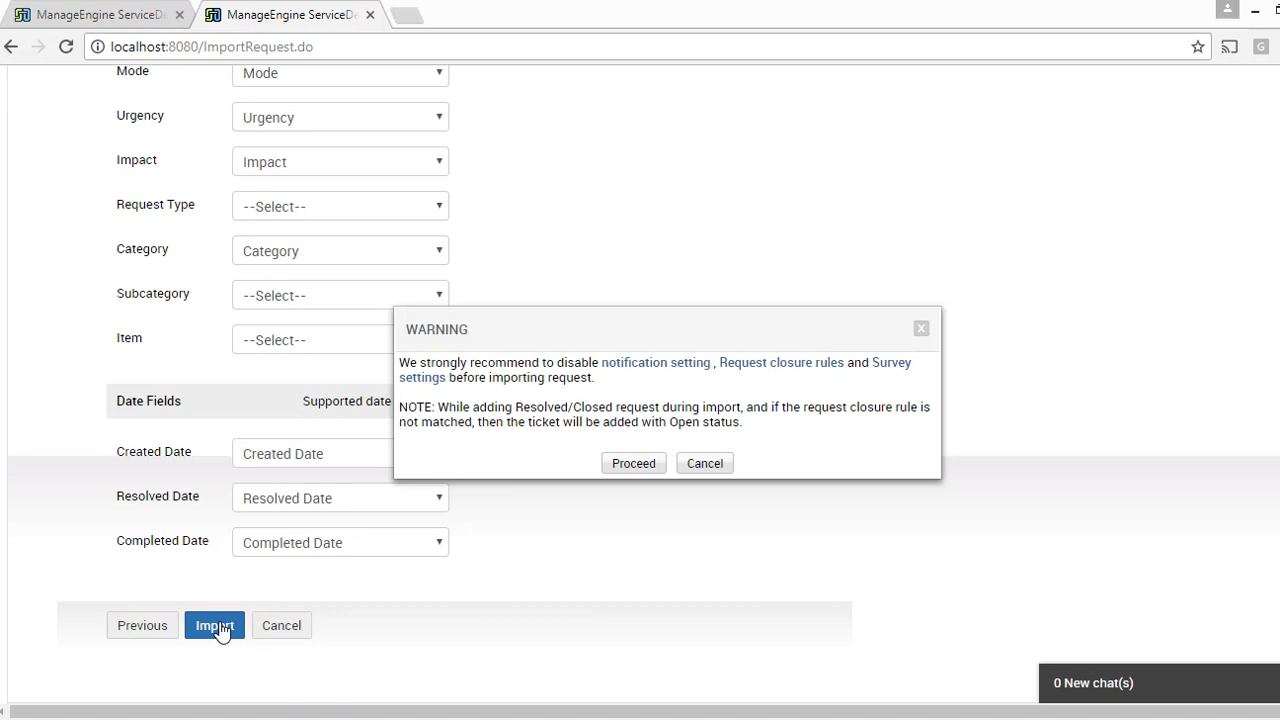 ManageEngine ServiceD
ManageEngine ServiceD
localhost:8080/ImportRequest.do
G
Mode Mode
Urgency Urgency
Impact Impact
Request Type --Select--
Category Category
Subcategory --Select--
Item --Select--
WARNING
X
We strongly recommend to disable notification setting , Request closure rules and Survey
settings before importing request.
NOTE: While adding Resolved/Closed request during import, and if the request closure rule is
not matched, then the ticket will be added with Open status.
Proceed Cancel
Date Fields Supported date
Created Date Created Date
Resolved Date Resolved Date
Completed Date Completed Date
Previous Import Cancel
0 New chat(s)